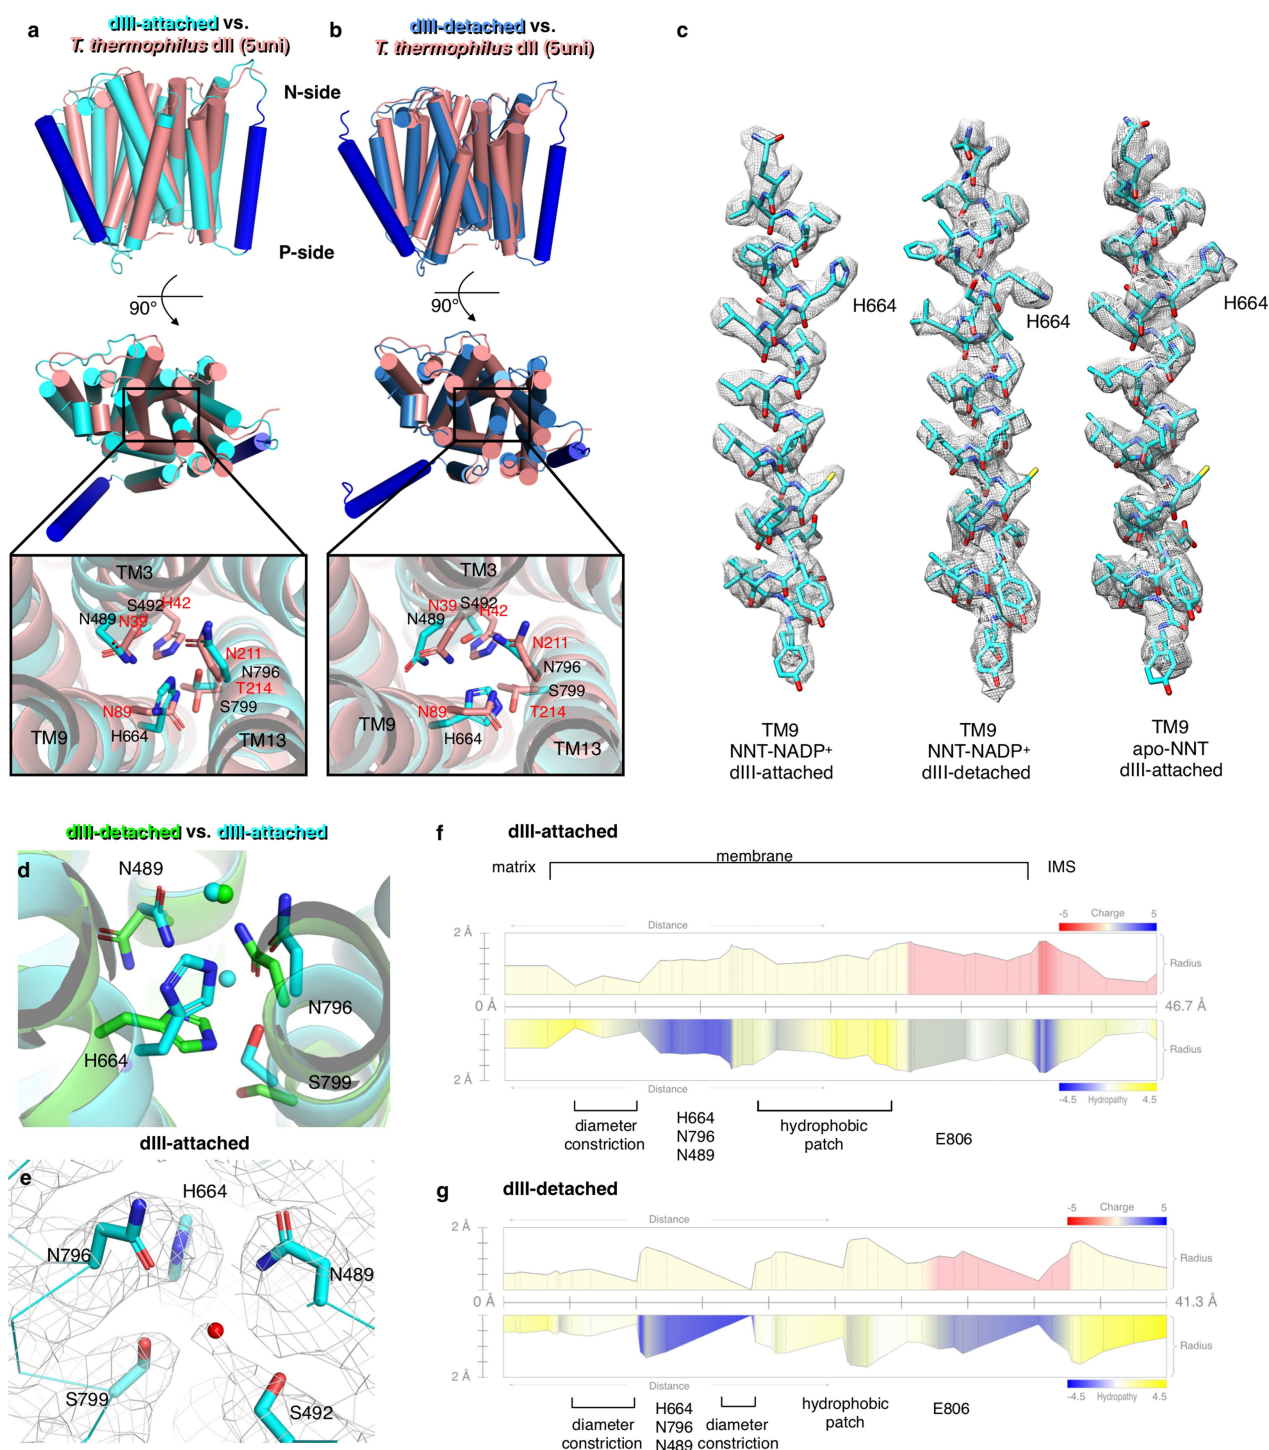 a
dIII-attached vs.
T. thermophilus dII (5uni)
b
dIII-detached vs.
T. thermophilus dII (5uni)
c
N-side
P-side
90°
90°
H664
H664
H664
TM3
S492
H42
N489
N39
N211
N796
T214
S799
N89
H664
TM9
TM13
TM3
S492
H42
N39
N489
N211
N796
S799
N89
T214
H664
TM9
TM13
TM9
NNT-NADP+
dIII-attached
TM9
NNT-NADP+
dIII-detached
TM9
apo-NNT
dIII-attached
dIII-detached vs. dIII-attached
d
N489
N796
H664
S799
dIII-attached
e
H664
N796
N489
S799
S492
f
dIII-attached
matrix
membrane
IMS
-5 Charge 5
Distance
2 Å
Radius
0 Å
46.7 Å
Radius
2 Å
Distance
-4.5 Hydropathy 4.5
diameter
constriction
H664
N796
N489
hydrophobic
patch
E806
g
dIII-detached
-5 Charge 5
Distance
2 Å
Radius
0 Å
41.3 Å
Radius
2 Å
Distance
-4.5 Hydropathy 4.5
diameter
constriction
H664
N796
N489
diameter
constriction
hydrophobic
patch
E806